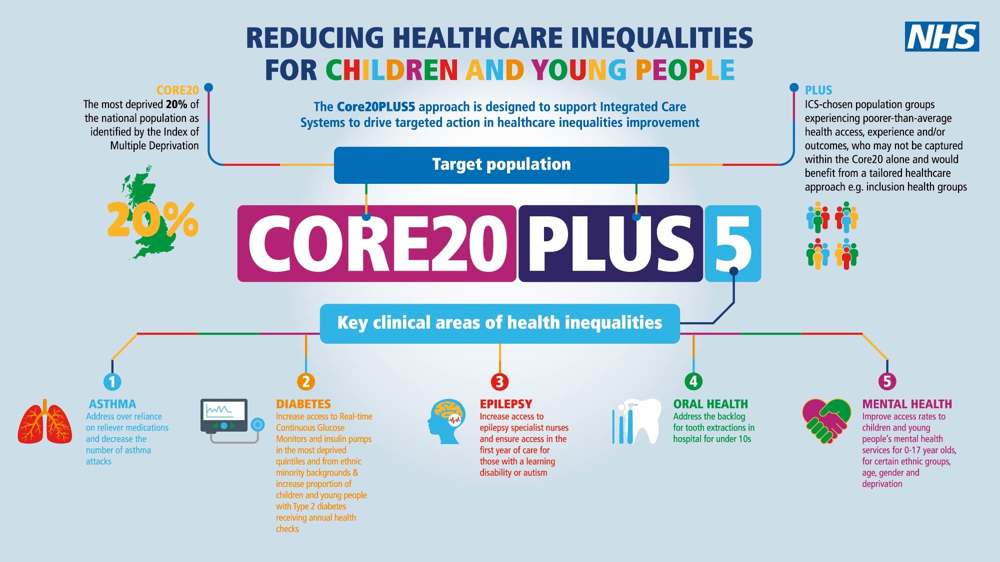 REDUCING HEALTHCARE INEQUALITIES
FOR CHILDREN AND YOUNG PEOPLE
NHS
The Core20PLUS5 approach is designed to support Integrated Care
Systems to drive targeted action in healthcare inequalities improvement
CORE20
The most deprived 20% of
the national population as
identified by the Index of
Multiple Deprivation
20%
Target population
PLUS
ICS-chosen population groups
experiencing poorer-than-average
health access, experience and/or
outcomes, who may not be captured
within the Core20 alone and would
benefit from a tailored healthcare
approach e.g. inclusion health groups
CORE20 PLUS 5
Key clinical areas of health inequalities
1
ASTHMA
Address over reliance
on reliever medications
and decrease the
number of asthma
attacks
2
DIABETES
Increase access to Real-time
Continuous Glucose
Monitors and insulin pumps
in the most deprived
quintiles and from ethnic
minority backgrounds &
increase proportion of
children and young people
with Type 2 diabetes
receiving annual health
checks
3
EPILEPSY
Increase access to
epilepsy specialist nurses
and ensure access in the
first year of care for
those with a learning
disability or autism
4
ORAL HEALTH
Address the backlog
for tooth extractions in
hospital for under 10s
5
MENTAL HEALTH
Improve access rates to
children and young
people's mental health
services for 0-17 year olds,
for certain ethnic groups,
age, gender and
deprivation